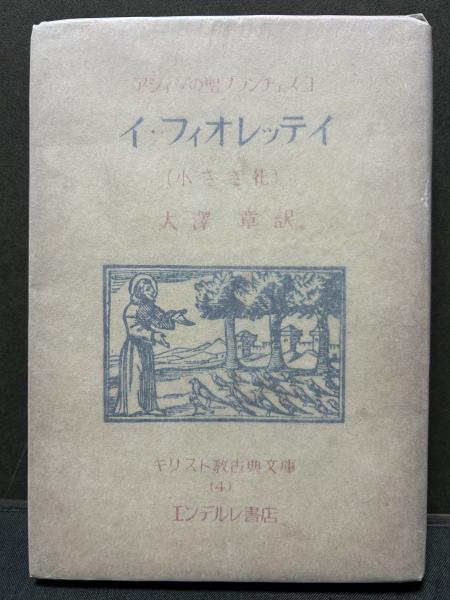 アシイジの聖フランチェスコ
イ・フィオレッティ
(小さき花)
大澤 章 訳
キリスト教古典文庫
(4)
エンデルレ書店